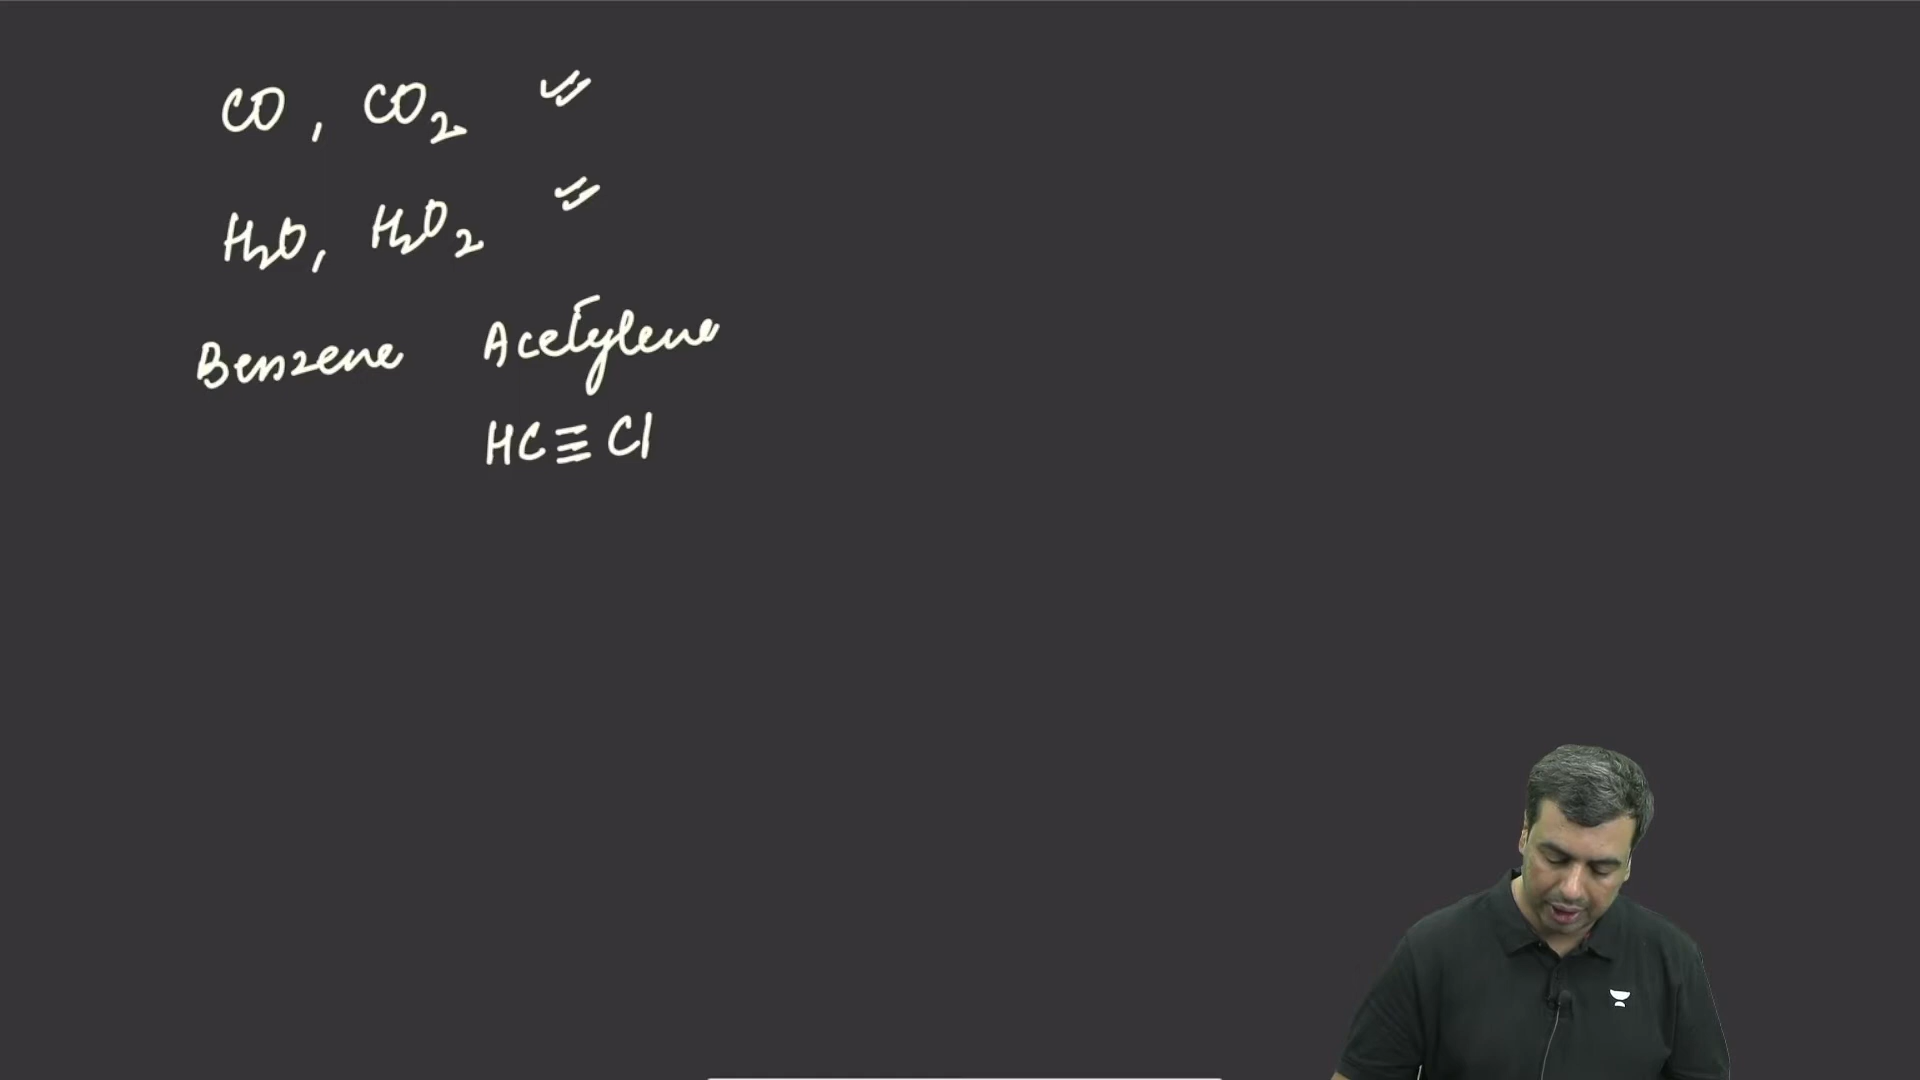 CO, CO₂
H₂O, H₂O₂
Benzene Acetylene
HC≡Cl